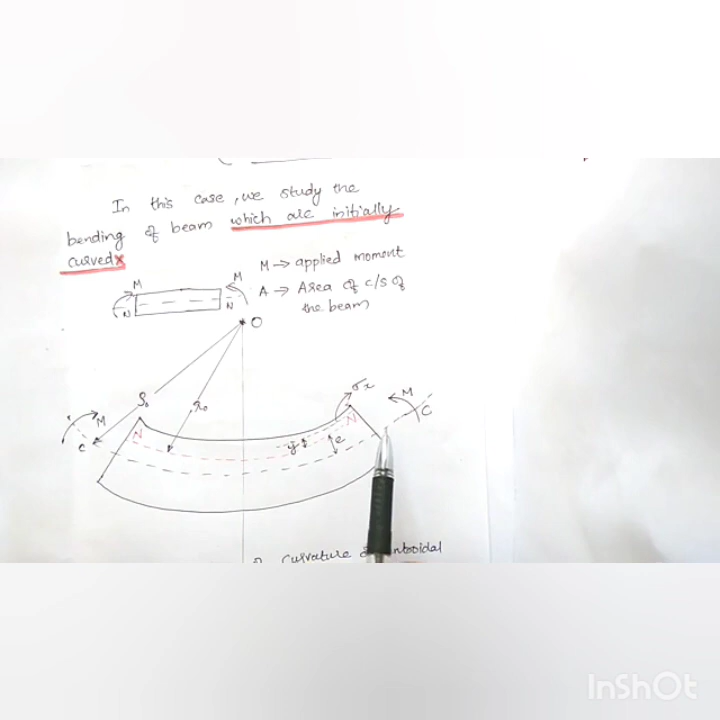 In this case, we study the
bending of beam which are initially
curved
M → applied moment
A → Area of c/s of
the beam
M
M
N
N
O
ρ₀
r₀
σx
M
C
M
C
N
N
y
e
curvature
InShOt